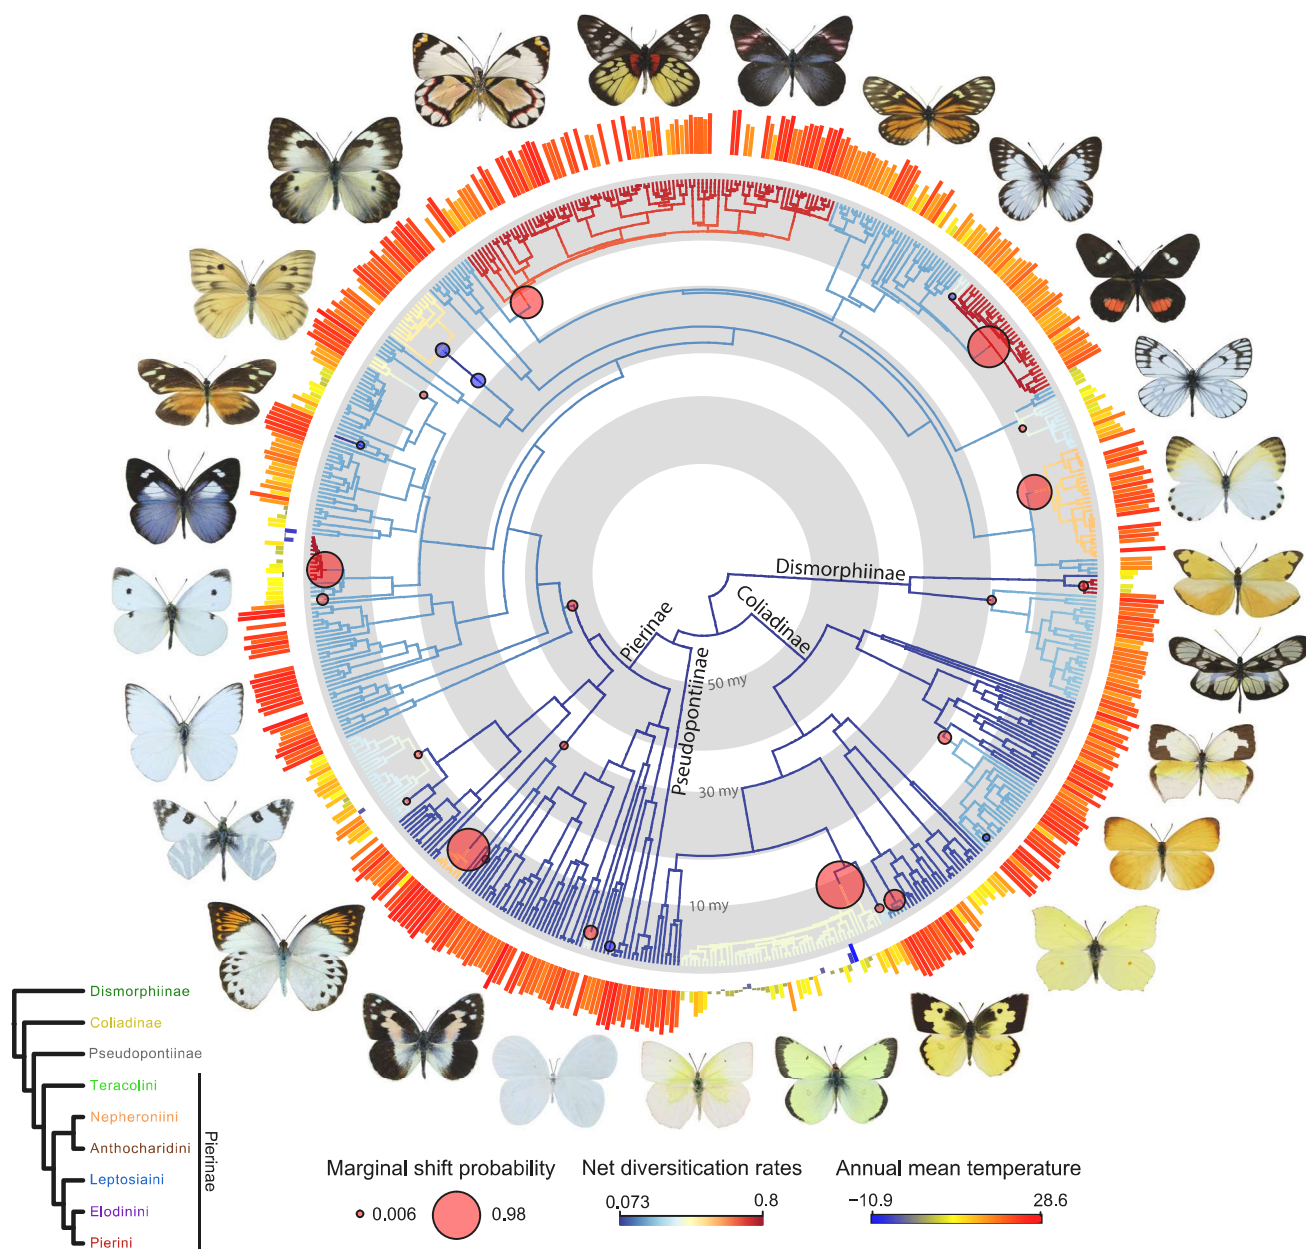 Dismorphiinae
Coliadinae
Pierinae
Pseudopontiinae
50 my
30 my
10 my
Dismorphiinae
Coliadinae
Pseudopontiinae
Teracolini
Nepheroniini
Anthocharidini
Leptosiaini
Elodinini
Pierini
Pierinae
Marginal shift probability
0.006
0.98
Net diversitication rates
0.073
0.8
Annual mean temperature
−10.9
28.6